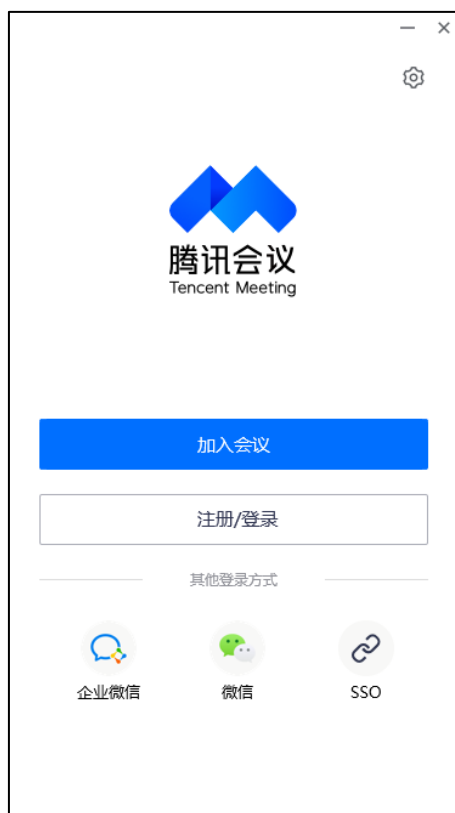 腾讯会议
Tencent Meeting
加入会议
注册/登录
其他登录方式
企业微信
微信
SSO